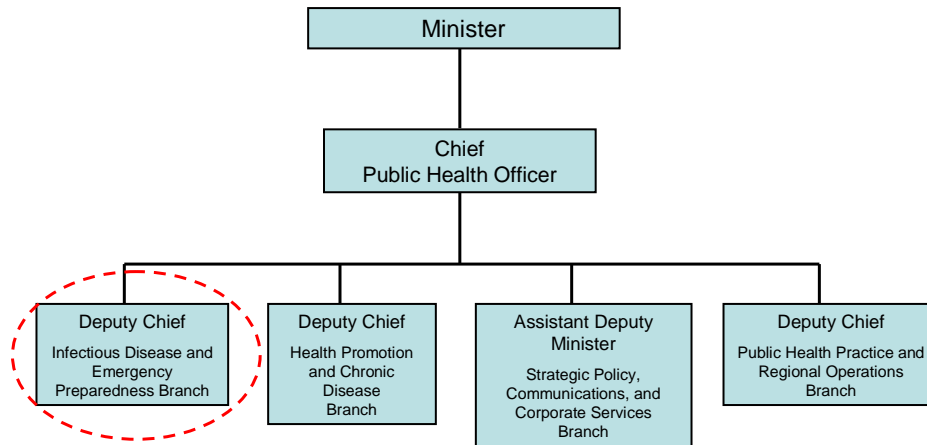 Minister
Chief
Public Health Officer
Deputy Chief
Infectious Disease and
Emergency
Preparedness Branch
Deputy Chief
Health Promotion
and Chronic
Disease
Branch
Assistant Deputy
Minister
Strategic Policy,
Communications, and
Corporate Services
Branch
Deputy Chief
Public Health Practice and
Regional Operations
Branch